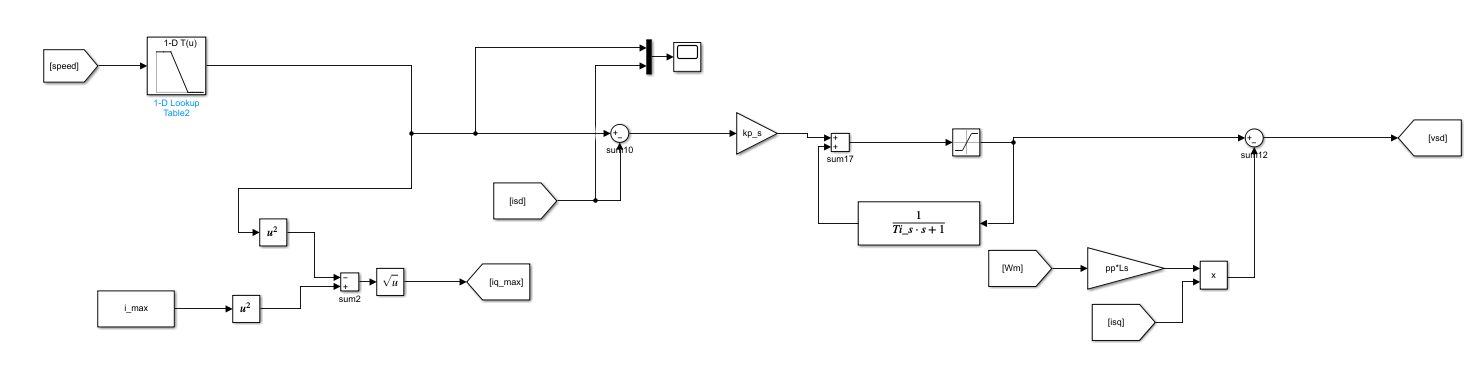 1-D T(u)
[speed]
1-D Lookup
Table2
+
−
sum10
kp_s
+
+
sum17
+
−
sum12
[vsd]
[isd]
1
Ti_s · s + 1
u²
[Wm]
pp*Ls
x
−
+
sum2
√u
[iq_max]
i_max
u²
[isq]